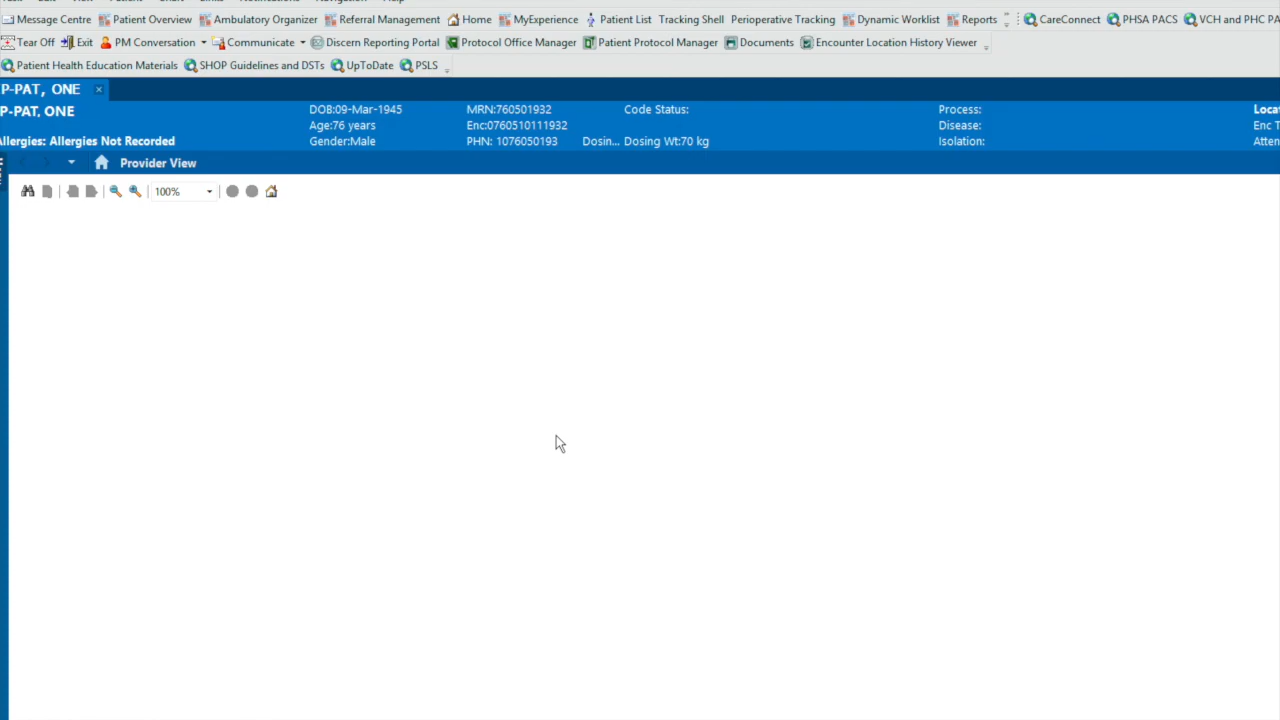 Message Centre Patient Overview Ambulatory Organizer Referral Management Home MyExperience Patient List Tracking Shell Perioperative Tracking Dynamic Worklist Reports CareConnect PHSA PACS VCH and PHC PA
Tear Off Exit PM Conversation Communicate Discern Reporting Portal Protocol Office Manager Patient Protocol Manager Documents Encounter Location History Viewer
Patient Health Education Materials SHOP Guidelines and DSTs UpToDate PSLS
P-PAT, ONE
P-PAT, ONE DOB:09-Mar-1945 MRN:760501932 Code Status: Process: Locat
Age:76 years Enc:0760510111932 Disease: Enc T
Allergies: Allergies Not Recorded Gender:Male PHN: 1076050193 Dosin... Dosing Wt:70 kg Isolation: Atten
Provider View
100%